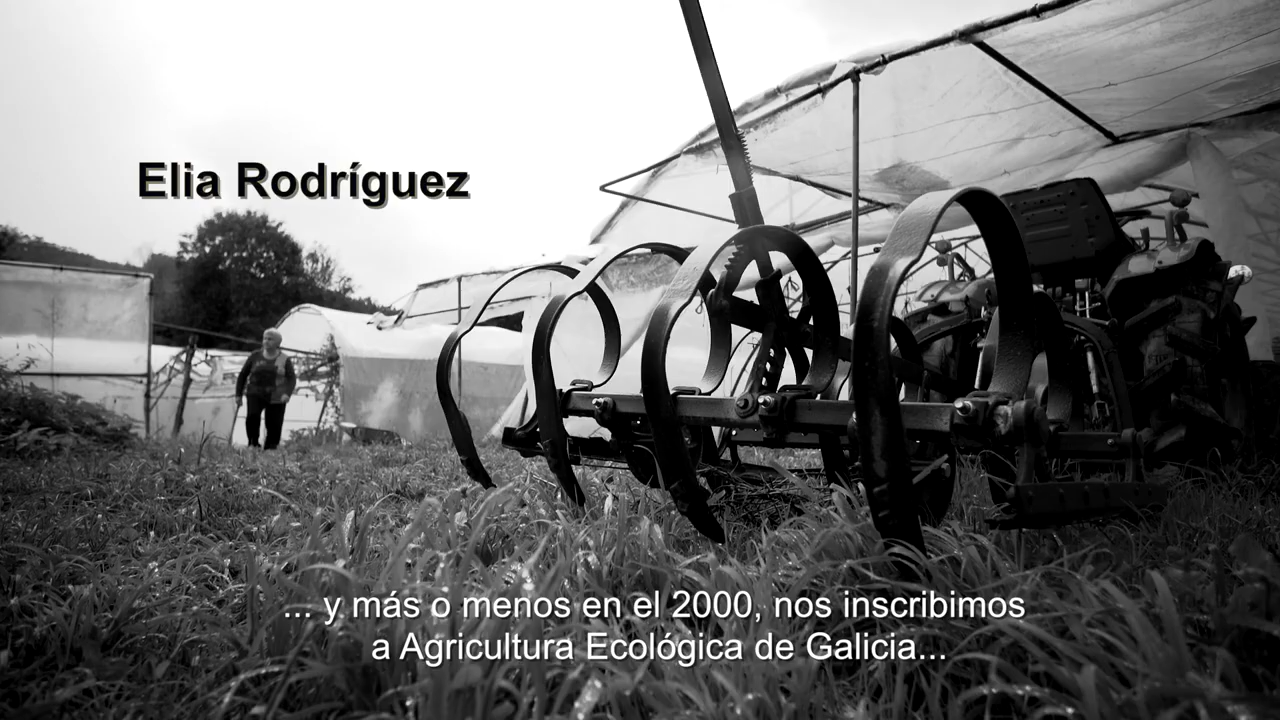 Elia Rodríguez
... y más o menos en el 2000, nos inscribimos
a Agricultura Ecológica de Galicia...